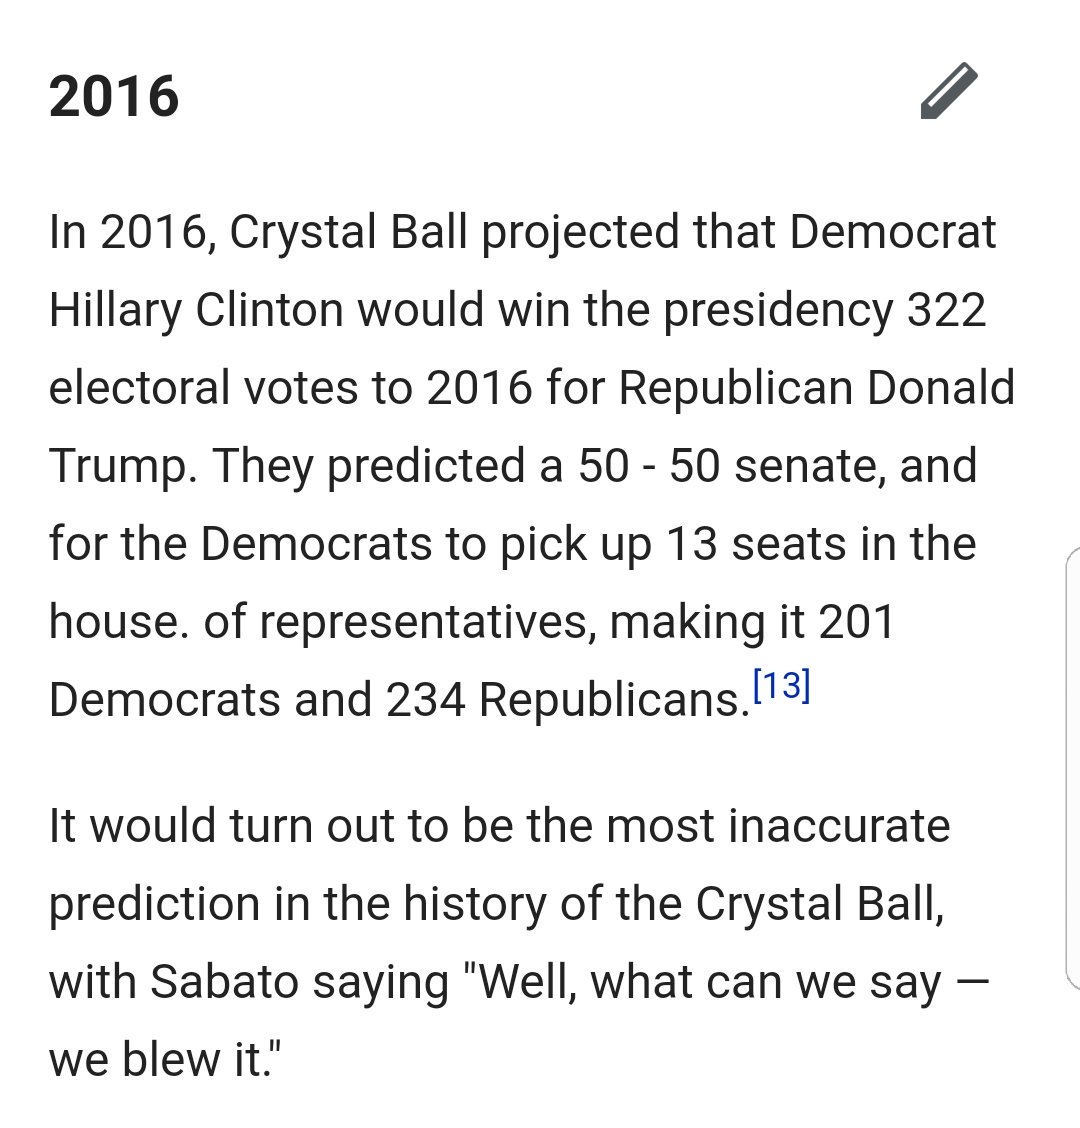 2016
In 2016, Crystal Ball projected that Democrat
Hillary Clinton would win the presidency 322
electoral votes to 2016 for Republican Donald
Trump. They predicted a 50 - 50 senate, and
for the Democrats to pick up 13 seats in the
house. of representatives, making it 201
Democrats and 234 Republicans.[13]
It would turn out to be the most inaccurate
prediction in the history of the Crystal Ball,
with Sabato saying "Well, what can we say —
we blew it."